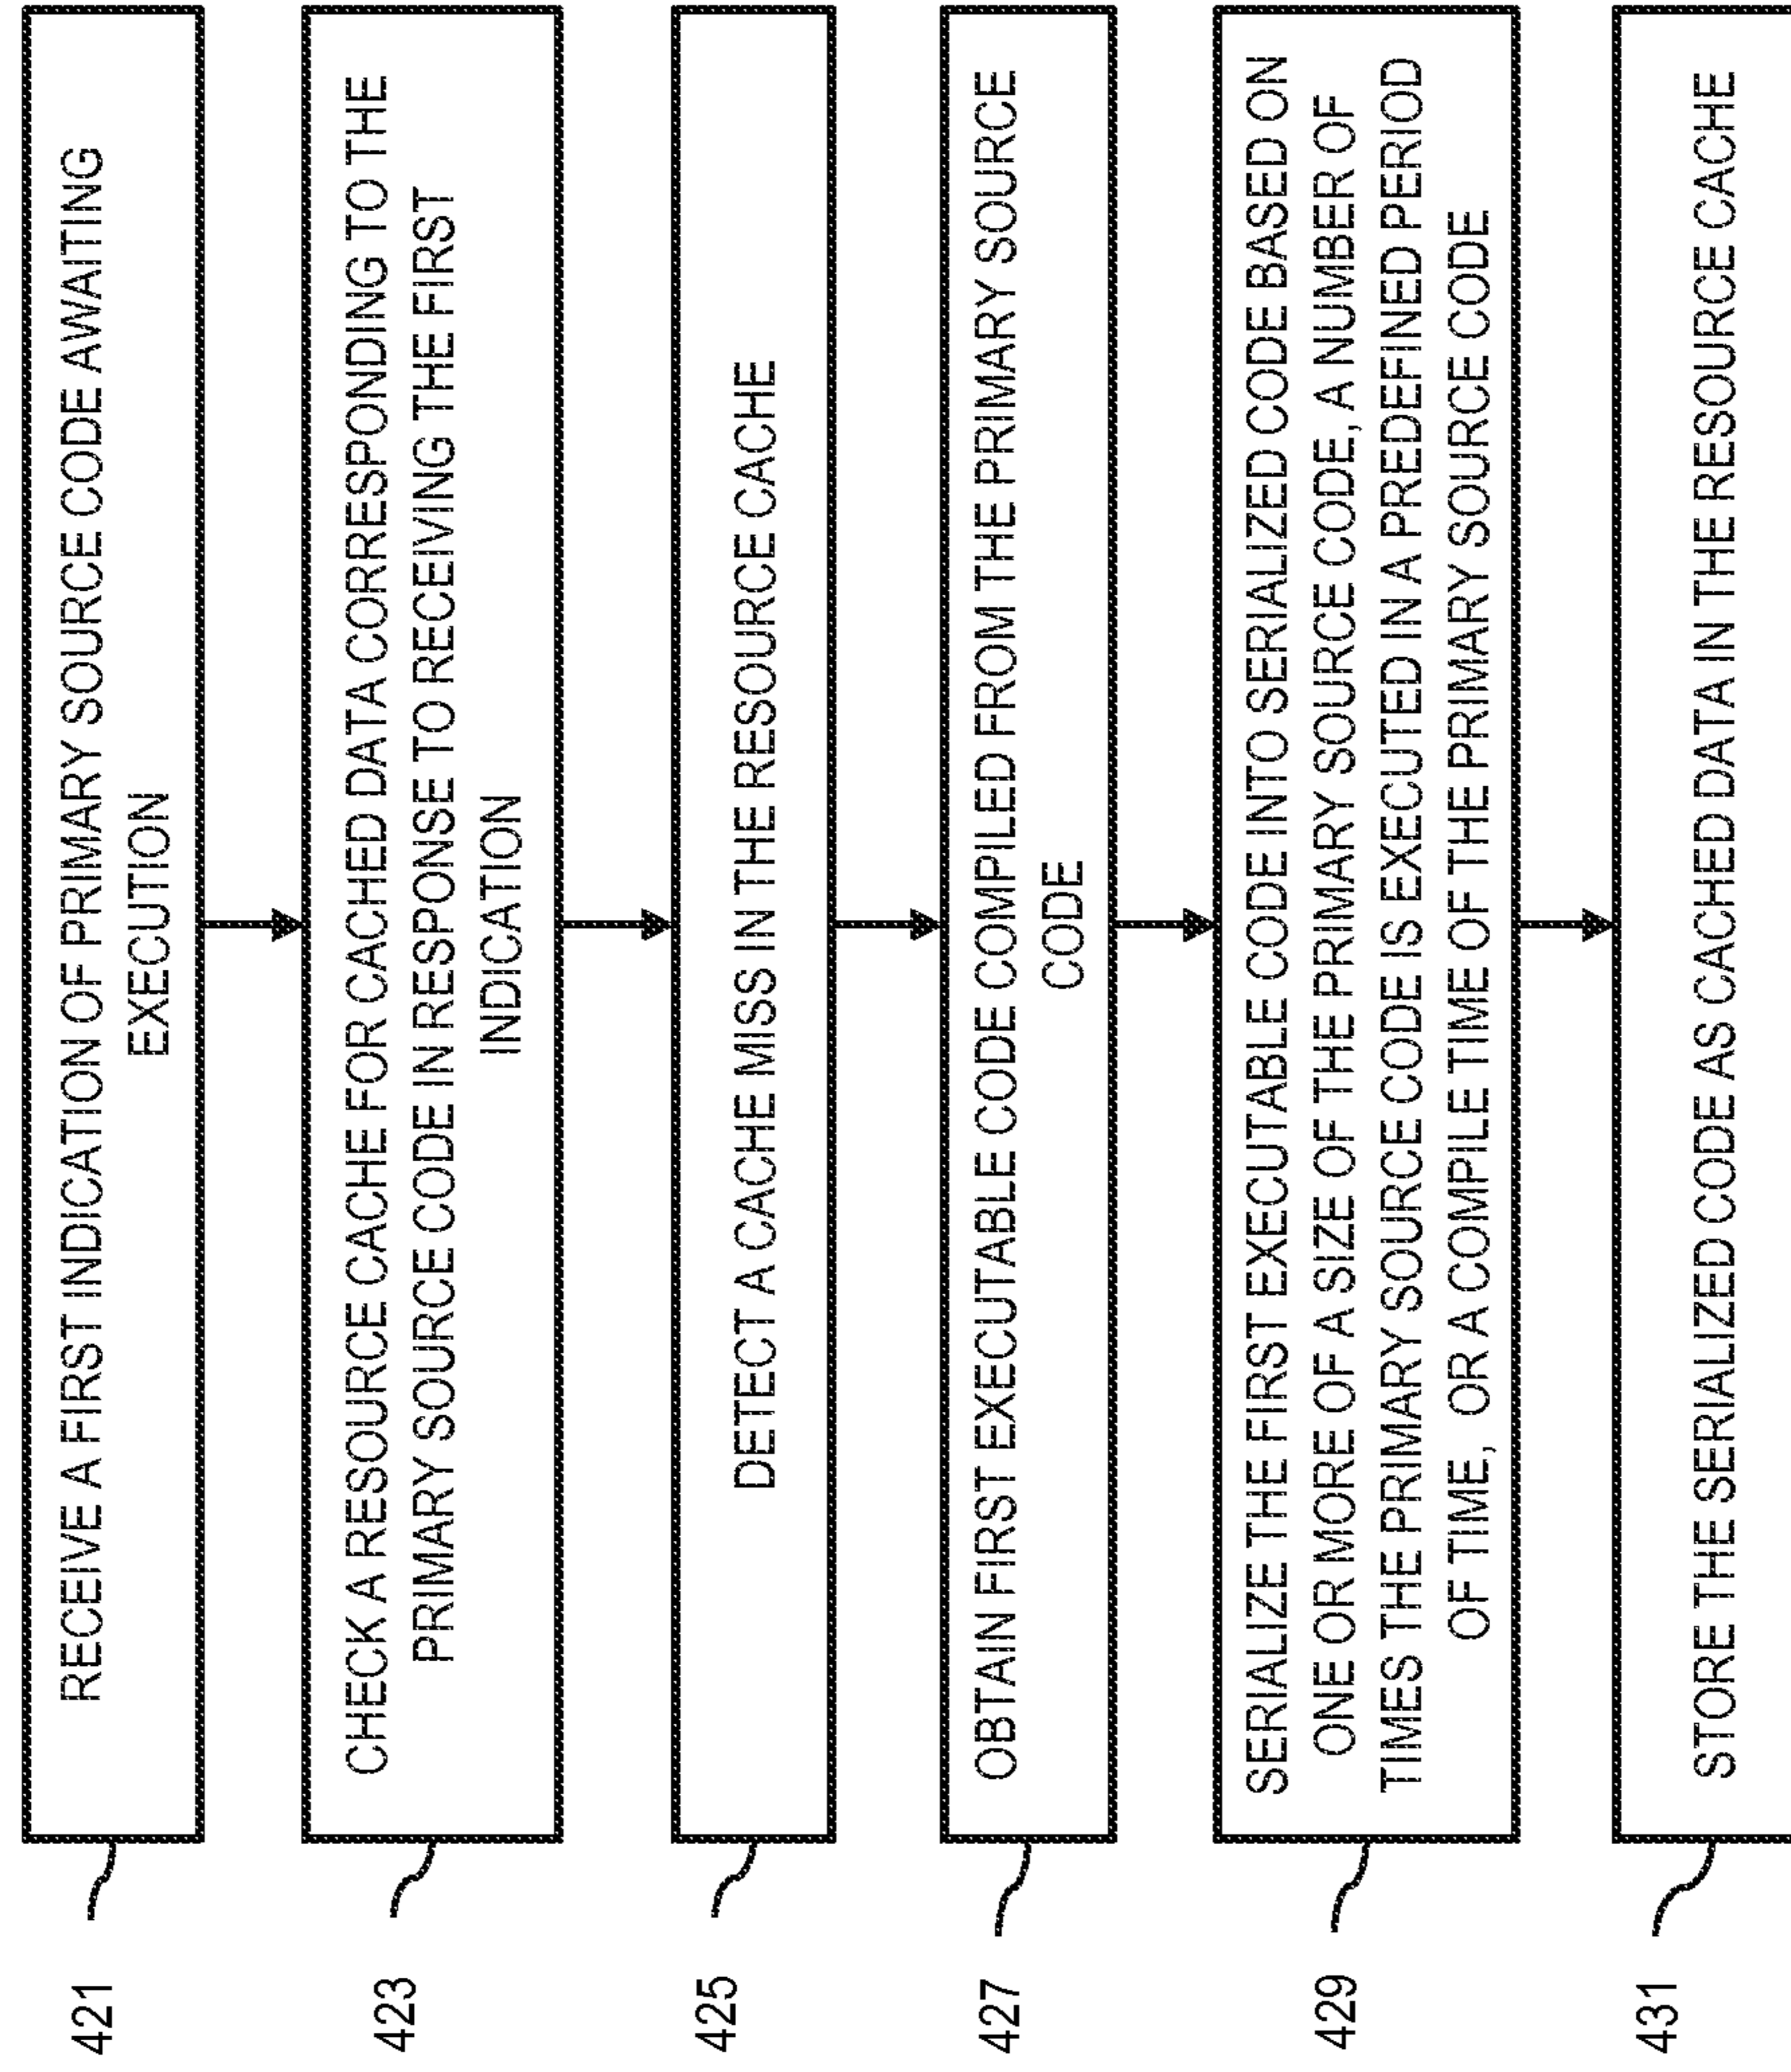 421
RECEIVE A FIRST INDICATION OF PRIMARY SOURCE CODE AWAITING
EXECUTION
423
CHECK A RESOURCE CACHE FOR CACHED DATA CORRESPONDING TO THE
PRIMARY SOURCE CODE IN RESPONSE TO RECEIVING THE FIRST
INDICATION
425
DETECT A CACHE MISS IN THE RESOURCE CACHE
427
OBTAIN FIRST EXECUTABLE CODE COMPILED FROM THE PRIMARY SOURCE
CODE
429
SERIALIZE THE FIRST EXECUTABLE CODE INTO SERIALIZED CODE BASED ON
ONE OR MORE OF A SIZE OF THE PRIMARY SOURCE CODE, A NUMBER OF
TIMES THE PRIMARY SOURCE CODE IS EXECUTED IN A PREDEFINED PERIOD
OF TIME, OR A COMPILE TIME OF THE PRIMARY SOURCE CODE
431
STORE THE SERIALIZED CODE AS CACHED DATA IN THE RESOURCE CACHE